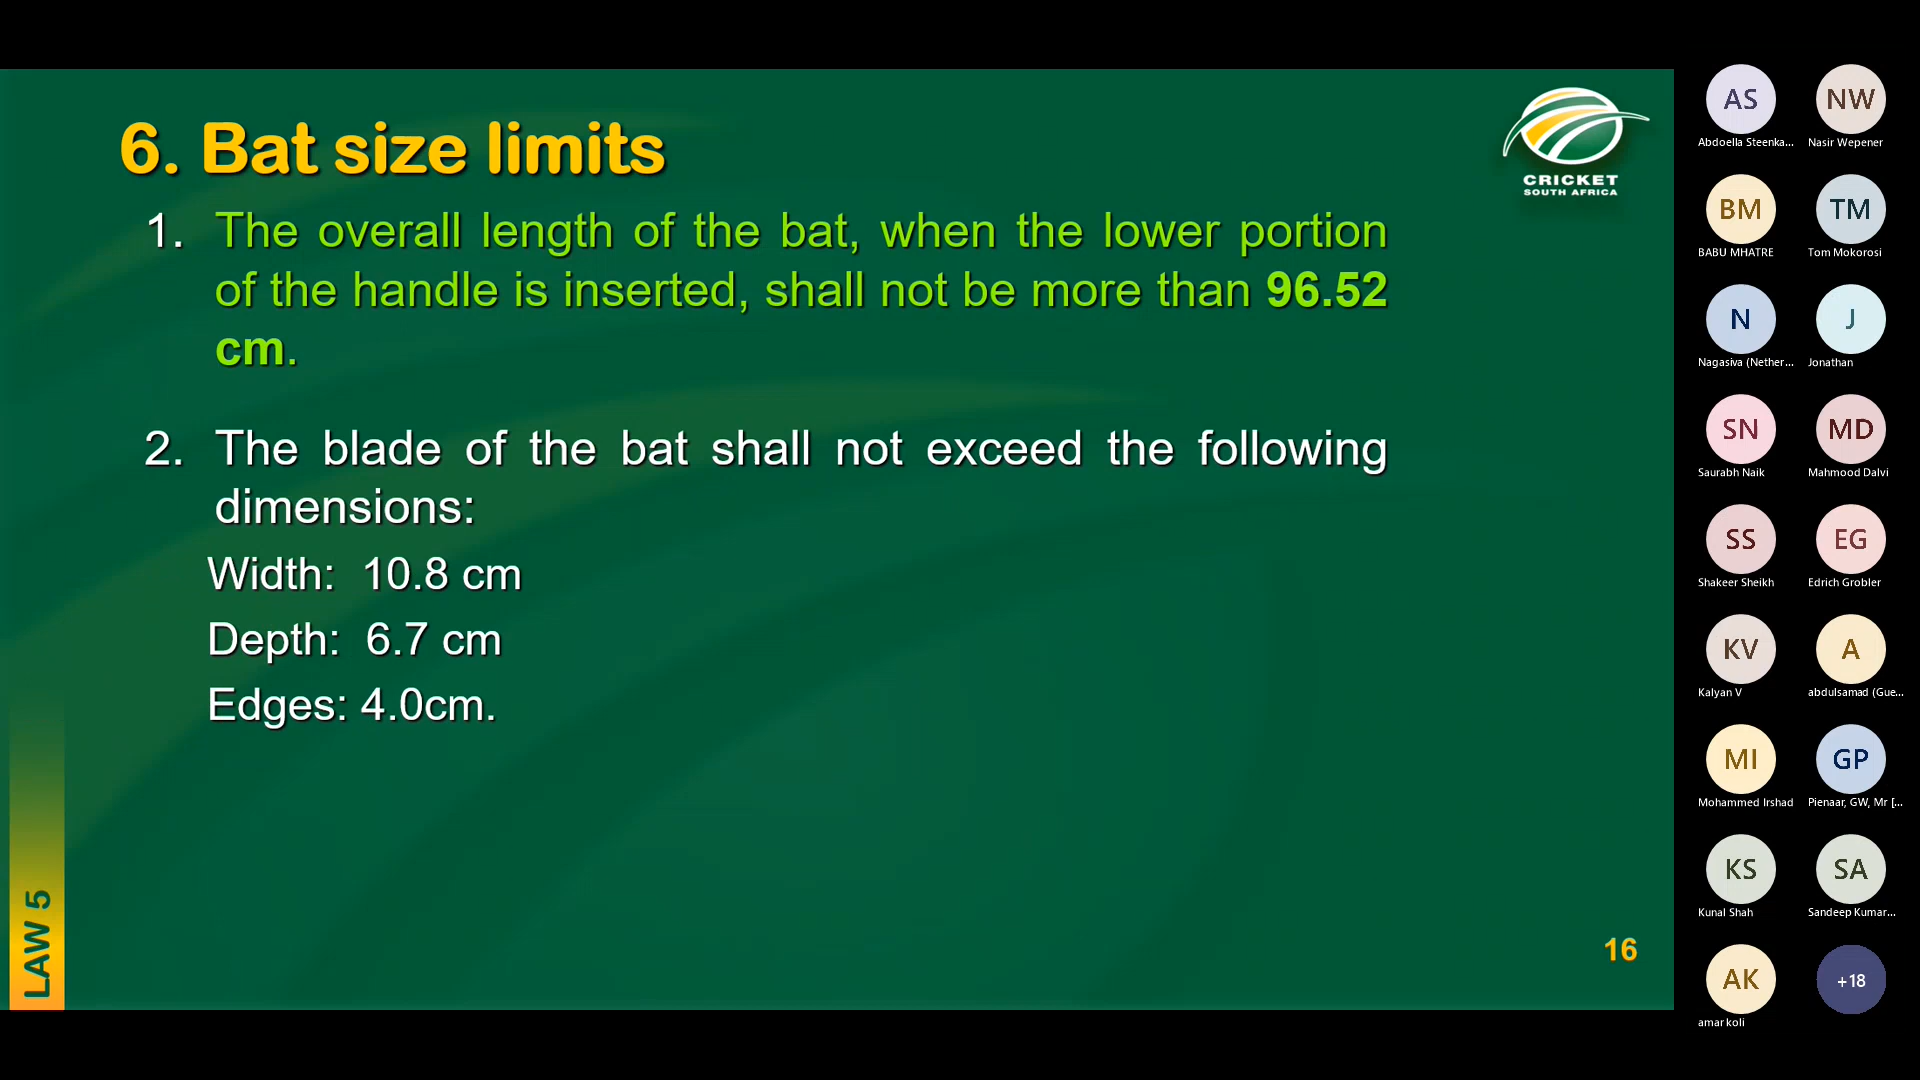 6. Bat size limits
CRICKET
SOUTH AFRICA
1. The overall length of the bat, when the lower portion
of the handle is inserted, shall not be more than 96.52
cm.
2. The blade of the bat shall not exceed the following
dimensions:
Width: 10.8 cm
Depth: 6.7 cm
Edges: 4.0cm.
LAW 5
16
AS
Abdoella Steenka...
NW
Nasir Wepener
BM
BABU MHATRE
TM
Tom Mokorosi
N
Nagasiva (Nether...
J
Jonathan
SN
Saurabh Naik
MD
Mahmood Dalvi
SS
Shakeer Sheikh
EG
Edrich Grobler
KV
Kalyan V
A
abdulsamad (Gue...
MI
Mohammed Irshad
GP
Pienaar, GW, Mr [...
KS
Kunal Shah
SA
Sandeep Kumar...
AK
amar koli
+18